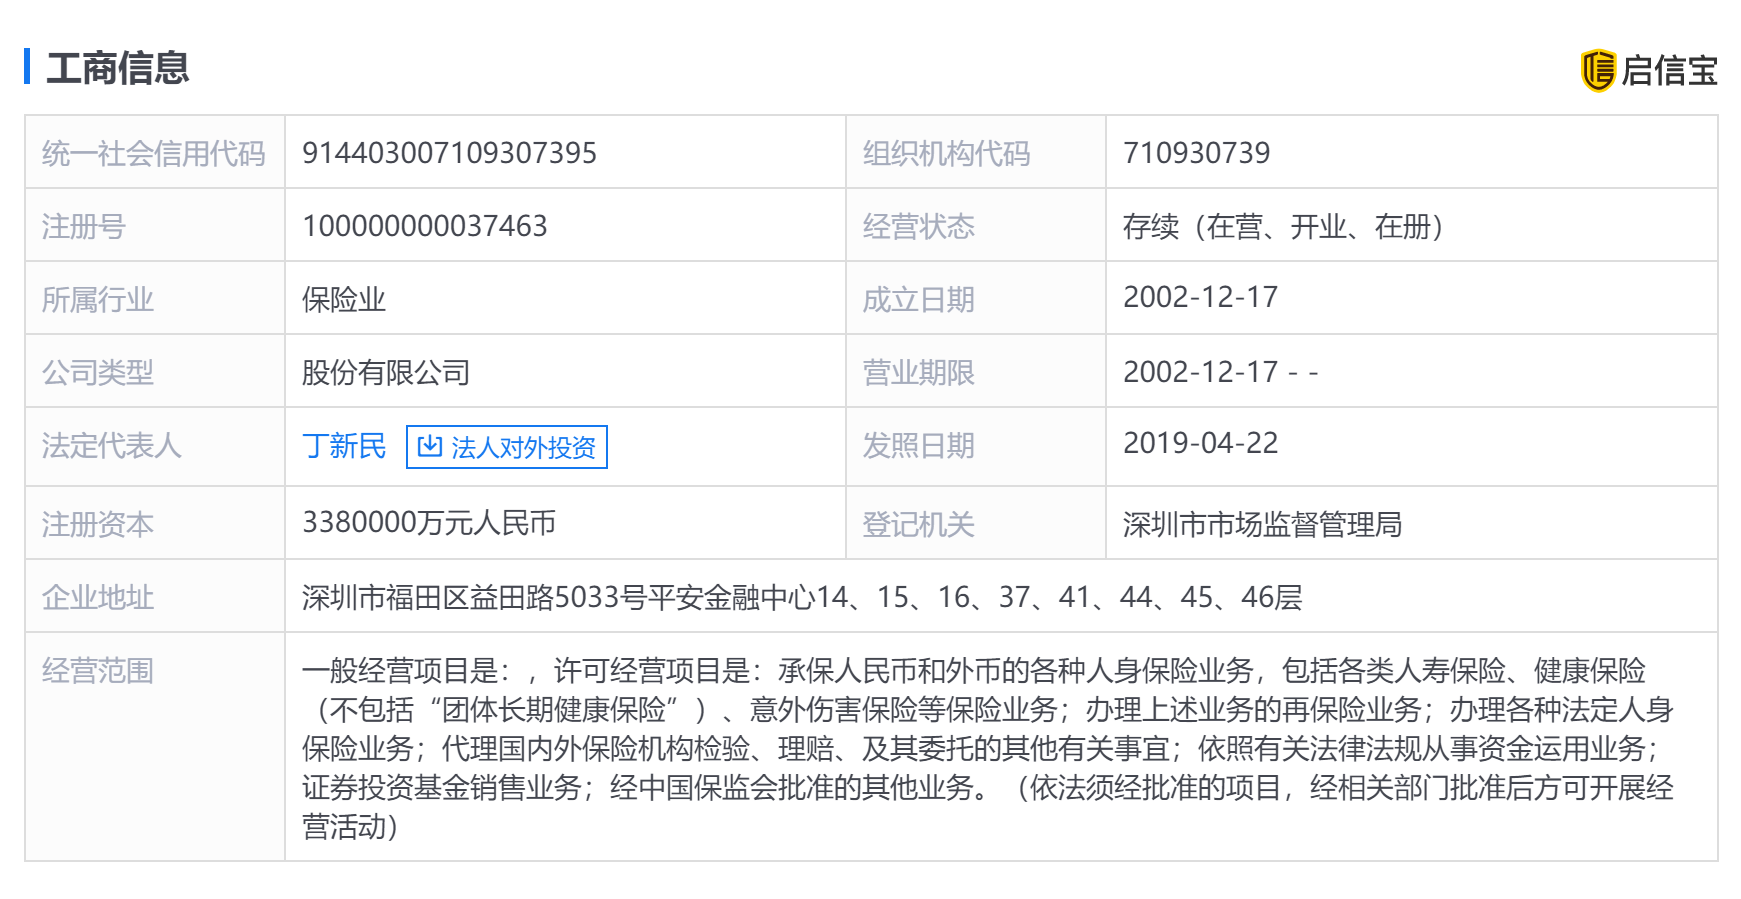 工商信息
启信宝
统一社会信用代码 914403007109307395 组织机构代码 710930739
注册号 100000000037463 经营状态 存续（在营、开业、在册）
所属行业 保险业 成立日期 2002-12-17
公司类型 股份有限公司 营业期限 2002-12-17 - -
法定代表人 丁新民 法人对外投资 发照日期 2019-04-22
注册资本 3380000万元人民币 登记机关 深圳市市场监督管理局
企业地址 深圳市福田区益田路5033号平安金融中心14、15、16、37、41、44、45、46层
经营范围 一般经营项目是：，许可经营项目是：承保人民币和外币的各种人身保险业务，包括各类人寿保险、健康保险
（不包括“团体长期健康保险”）、意外伤害保险等保险业务；办理上述业务的再保险业务；办理各种法定人身
保险业务；代理国内外保险机构检验、理赔、及其委托的其他有关事宜；依照有关法律法规从事资金运用业务；
证券投资基金销售业务；经中国保监会批准的其他业务。（依法须经批准的项目，经相关部门批准后方可开展经
营活动）